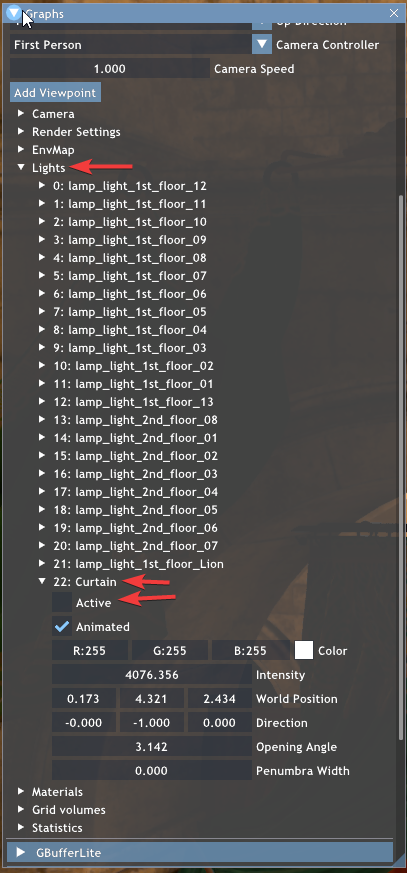 Graphs
Up Direction
First Person Camera Controller
1.000 Camera Speed
Add Viewpoint
Camera
Render Settings
EnvMap
Lights
0: lamp_light_1st_floor_12
1: lamp_light_1st_floor_11
2: lamp_light_1st_floor_10
3: lamp_light_1st_floor_09
4: lamp_light_1st_floor_08
5: lamp_light_1st_floor_07
6: lamp_light_1st_floor_06
7: lamp_light_1st_floor_05
8: lamp_light_1st_floor_04
9: lamp_light_1st_floor_03
10: lamp_light_1st_floor_02
11: lamp_light_1st_floor_01
12: lamp_light_1st_floor_13
13: lamp_light_2nd_floor_08
14: lamp_light_2nd_floor_01
15: lamp_light_2nd_floor_02
16: lamp_light_2nd_floor_03
17: lamp_light_2nd_floor_04
18: lamp_light_2nd_floor_05
19: lamp_light_2nd_floor_06
20: lamp_light_2nd_floor_07
21: lamp_light_1st_floor_Lion
22: Curtain
Active
Animated
R:255 G:255 B:255 Color
4076.356 Intensity
0.173 4.321 2.434 World Position
-0.000 -1.000 0.000 Direction
3.142 Opening Angle
0.000 Penumbra Width
Materials
Grid volumes
Statistics
GBufferLite